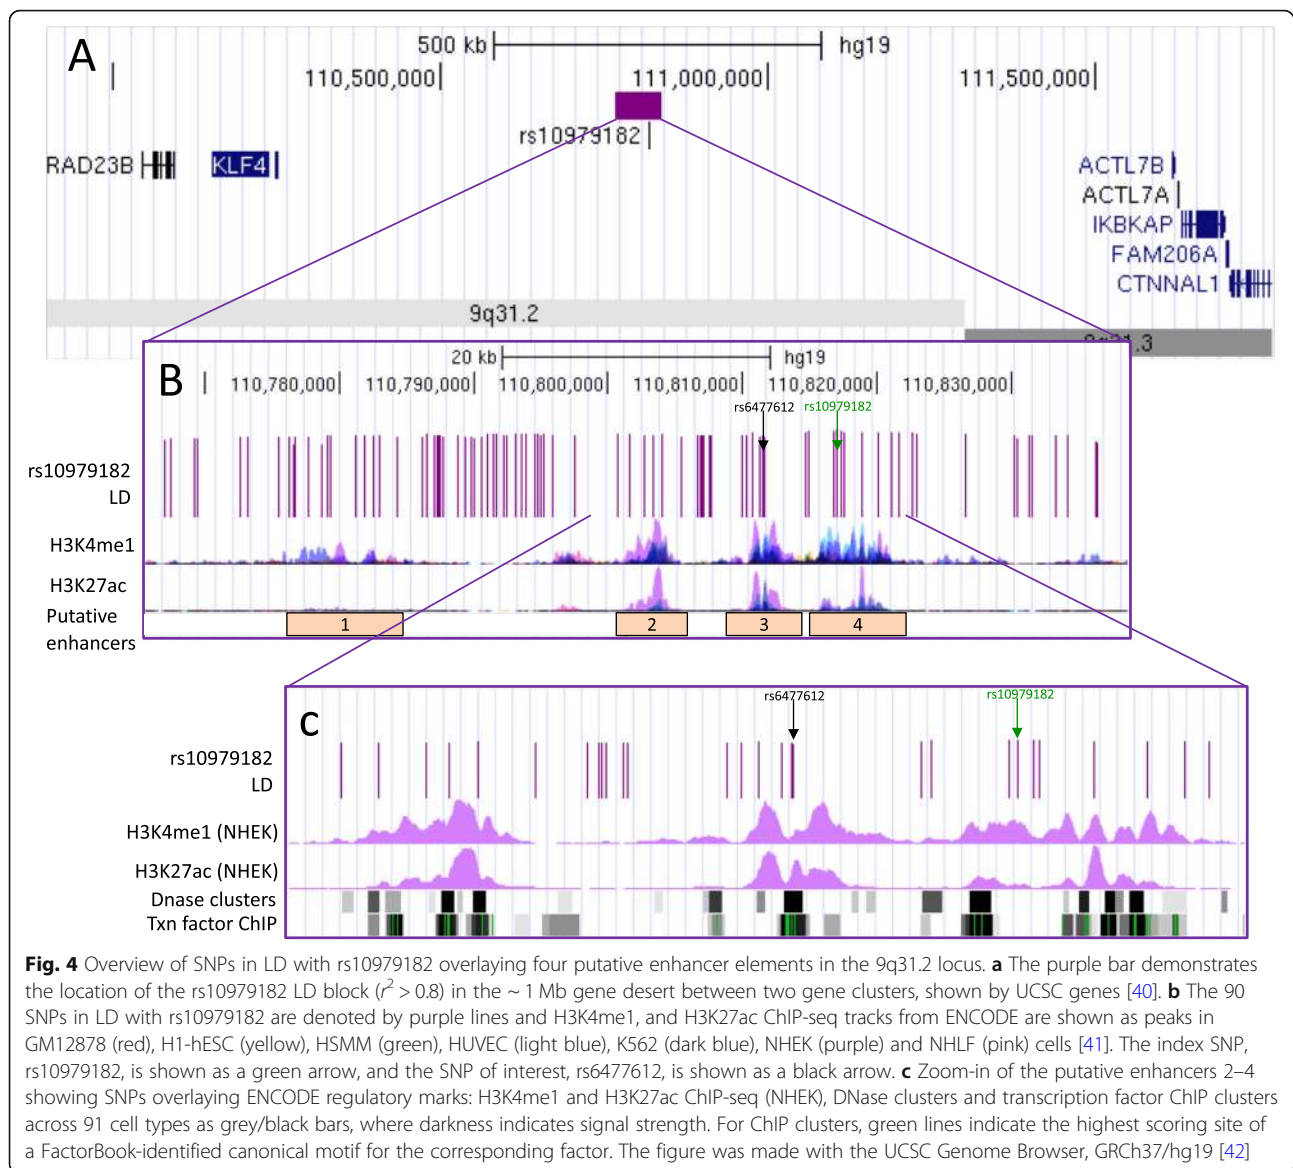 A
500 kb hg19
110,500,000 111,000,000 111,500,000
rs10979182
RAD23B KLF4 ACTL7B
ACTL7A
IKBKAP
FAM206A
CTNNAL1
9q31.2
B
20 kb hg19
110,780,000 110,790,000 110,800,000 110,810,000 110,820,000 110,830,000
rs6477612 rs10979182
rs10979182
LD
H3K4me1
H3K27ac
Putative
enhancers
1 2 3 4
C
rs6477612 rs10979182
rs10979182
LD
H3K4me1 (NHEK)
H3K27ac (NHEK)
Dnase clusters
Txn factor ChIP
Fig. 4 Overview of SNPs in LD with rs10979182 overlaying four putative enhancer elements in the 9q31.2 locus. a The purple bar demonstrates
the location of the rs10979182 LD block (r² > 0.8) in the ~ 1 Mb gene desert between two gene clusters, shown by UCSC genes [40]. b The 90
SNPs in LD with rs10979182 are denoted by purple lines and H3K4me1, and H3K27ac ChIP-seq tracks from ENCODE are shown as peaks in
GM12878 (red), H1-hESC (yellow), HSMM (green), HUVEC (light blue), K562 (dark blue), NHEK (purple) and NHLF (pink) cells [41]. The index SNP,
rs10979182, is shown as a green arrow, and the SNP of interest, rs6477612, is shown as a black arrow. c Zoom-in of the putative enhancers 2–4
showing SNPs overlaying ENCODE regulatory marks: H3K4me1 and H3K27ac ChIP-seq (NHEK), DNase clusters and transcription factor ChIP clusters
across 91 cell types as grey/black bars, where darkness indicates signal strength. For ChIP clusters, green lines indicate the highest scoring site of
a FactorBook-identified canonical motif for the corresponding factor. The figure was made with the UCSC Genome Browser, GRCh37/hg19 [42]